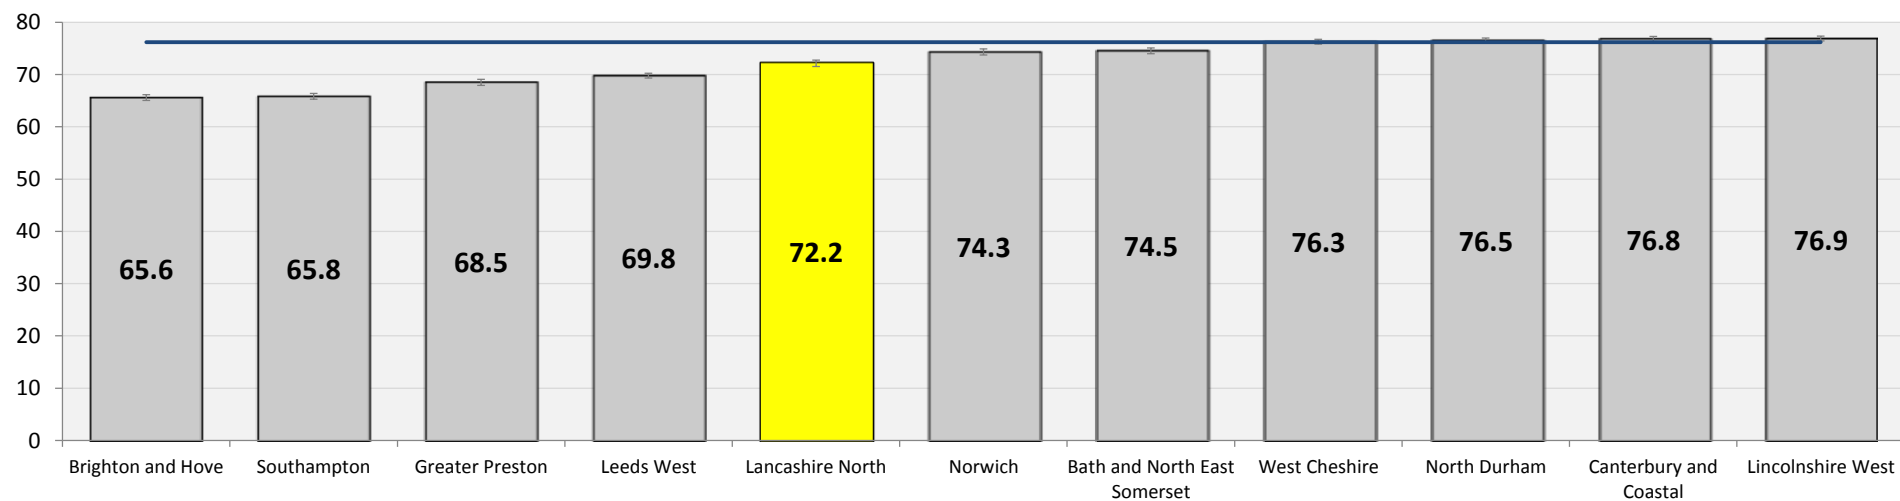 80
70
60
50
40
30
20
10
0
65.6
65.8
68.5
69.8
72.2
74.3
74.5
76.3
76.5
76.8
76.9
Brighton and Hove
Southampton
Greater Preston
Leeds West
Lancashire North
Norwich
Bath and North East
Somerset
West Cheshire
North Durham
Canterbury and
Coastal
Lincolnshire West